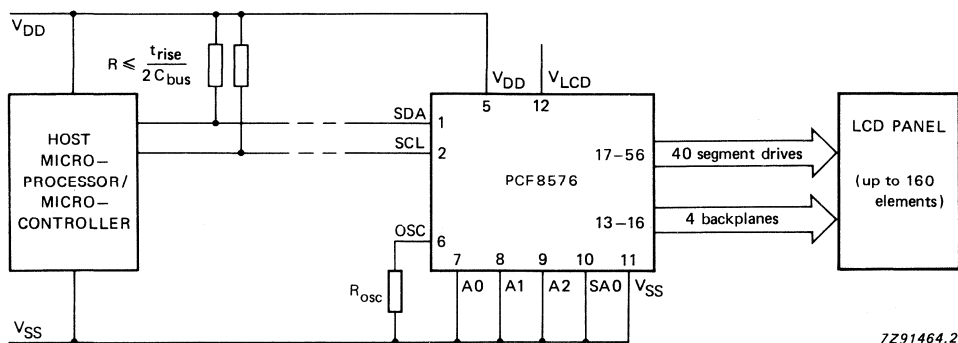 VDD
R ⩽ trise
2 Cbus
HOST
MICRO–
PROCESSOR/
MICRO–
CONTROLLER
SDA
SCL
OSC
Rosc
VSS
VDD
VLCD
5
12
1
2
6
17–56
PCF8576
13–16
7
8
9
10
11
A0
A1
A2
SA0
VSS
40 segment drives
4 backplanes
LCD PANEL
(up to 160
elements)
7Z91464.2